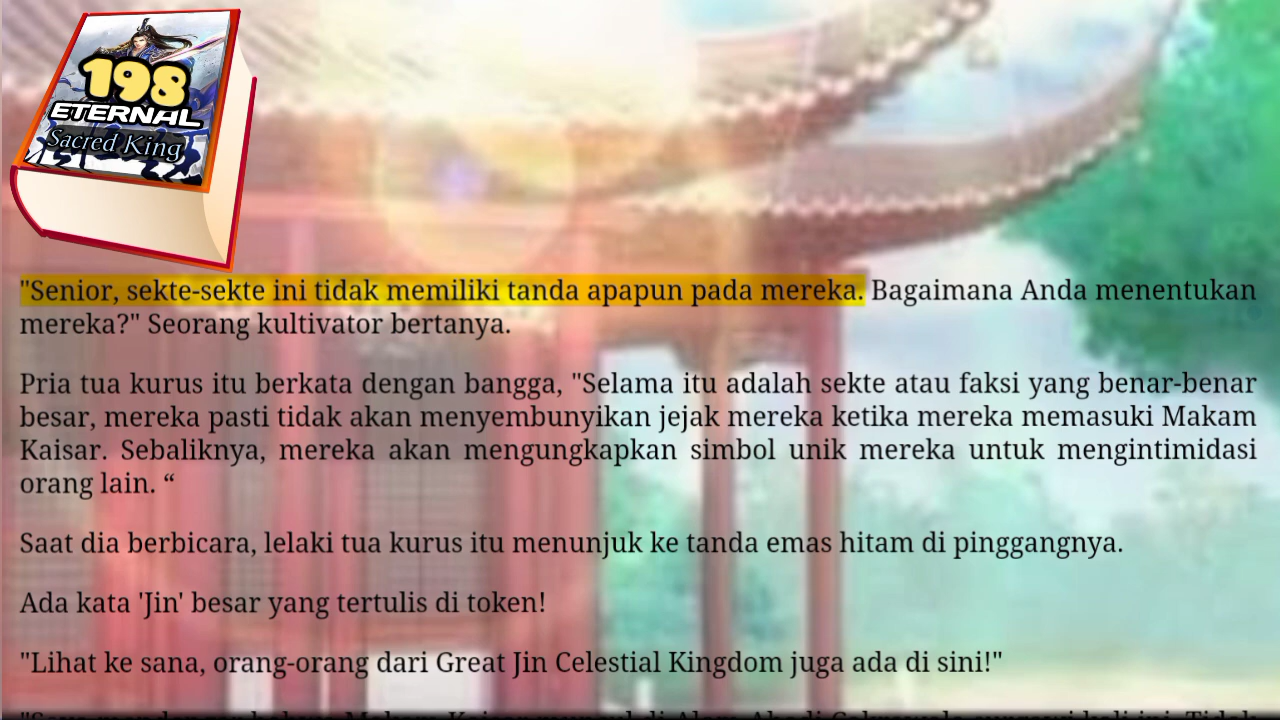 198
ETERNAL
Sacred King
"Senior, sekte-sekte ini tidak memiliki tanda apapun pada mereka. Bagaimana Anda menentukan
mereka?" Seorang kultivator bertanya.
Pria tua kurus itu berkata dengan bangga, "Selama itu adalah sekte atau faksi yang benar-benar
besar, mereka pasti tidak akan menyembunyikan jejak mereka ketika mereka memasuki Makam
Kaisar. Sebaliknya, mereka akan mengungkapkan simbol unik mereka untuk mengintimidasi
orang lain. “
Saat dia berbicara, lelaki tua kurus itu menunjuk ke tanda emas hitam di pinggangnya.
Ada kata 'Jin' besar yang tertulis di token!
"Lihat ke sana, orang-orang dari Great Jin Celestial Kingdom juga ada di sini!"